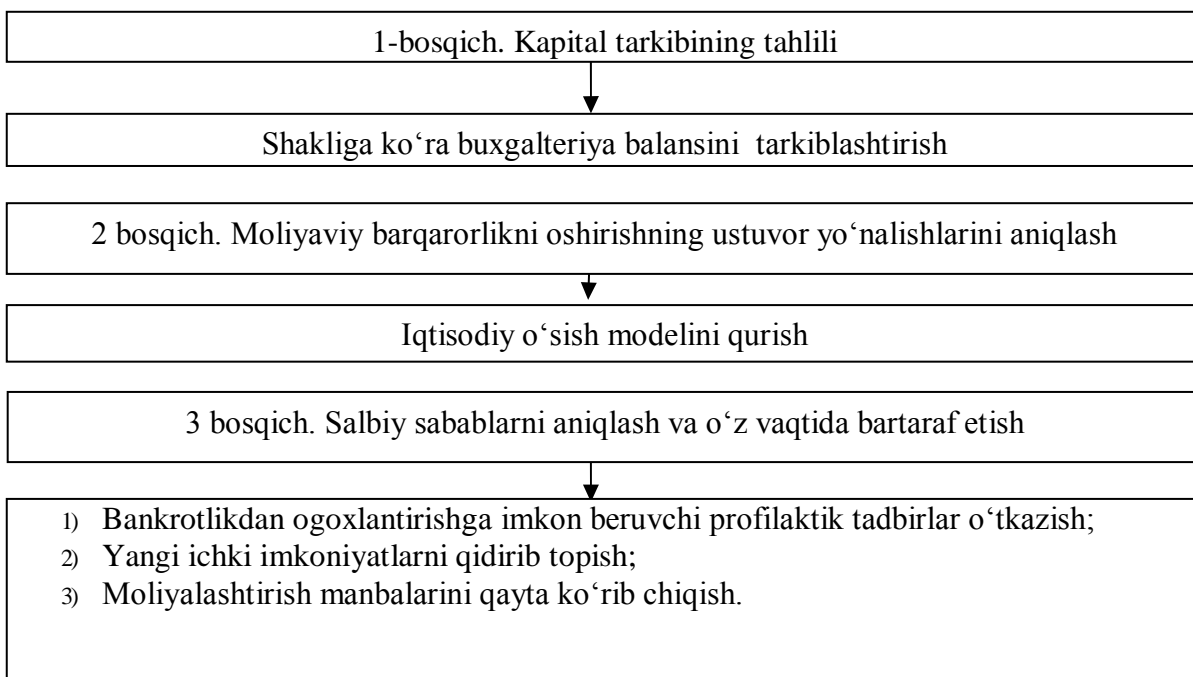 1-bosqich. Kapital tarkibining tahlili
Shakliga ko‘ra buxgalteriya balansini tarkiblashtirish
2 bosqich. Moliyaviy barqarorlikni oshirishning ustuvor yo‘nalishlarini aniqlash
Iqtisodiy o‘sish modelini qurish
3 bosqich. Salbiy sabablarni aniqlash va o‘z vaqtida bartaraf etish
1) Bankrotlikdan ogoxlantirishga imkon beruvchi profilaktik tadbirlar o‘tkazish;
2) Yangi ichki imkoniyatlarni qidirib topish;
3) Moliyalashtirish manbalarini qayta ko‘rib chiqish.